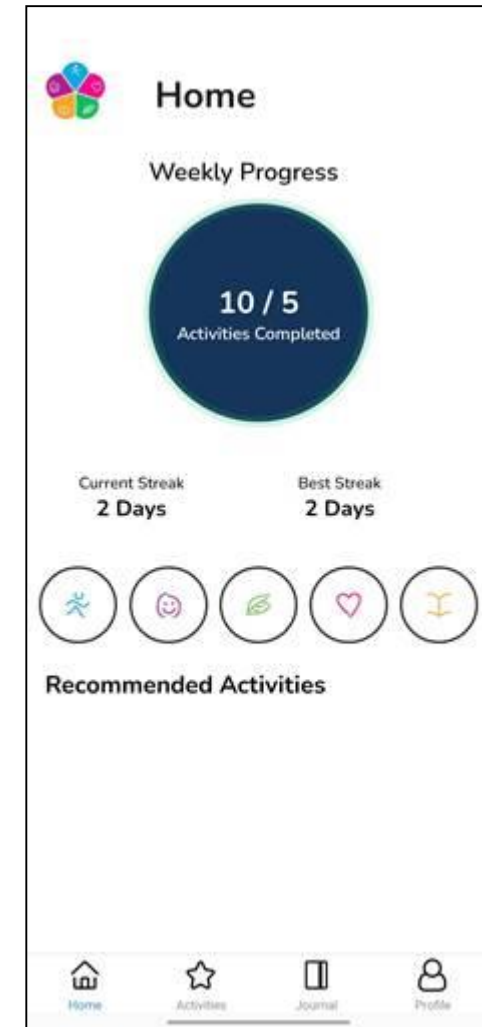 Home
Weekly Progress
10 / 5
Activities Completed
Current Streak Best Streak
2 Days 2 Days
Recommended Activities
Home Activities Journal Profile